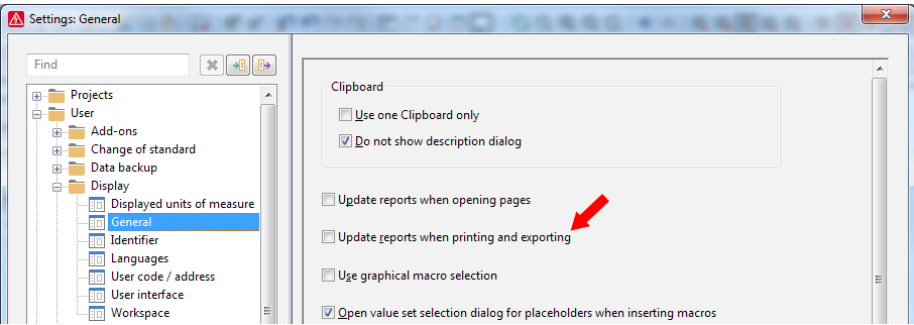 Settings: General
Find
Projects
User
Add-ons
Change of standard
Data backup
Display
Displayed units of measure
General
Identifier
Languages
User code / address
User interface
Workspace
Clipboard
Use one Clipboard only
Do not show description dialog
Update reports when opening pages
Update reports when printing and exporting
Use graphical macro selection
Open value set selection dialog for placeholders when inserting macros